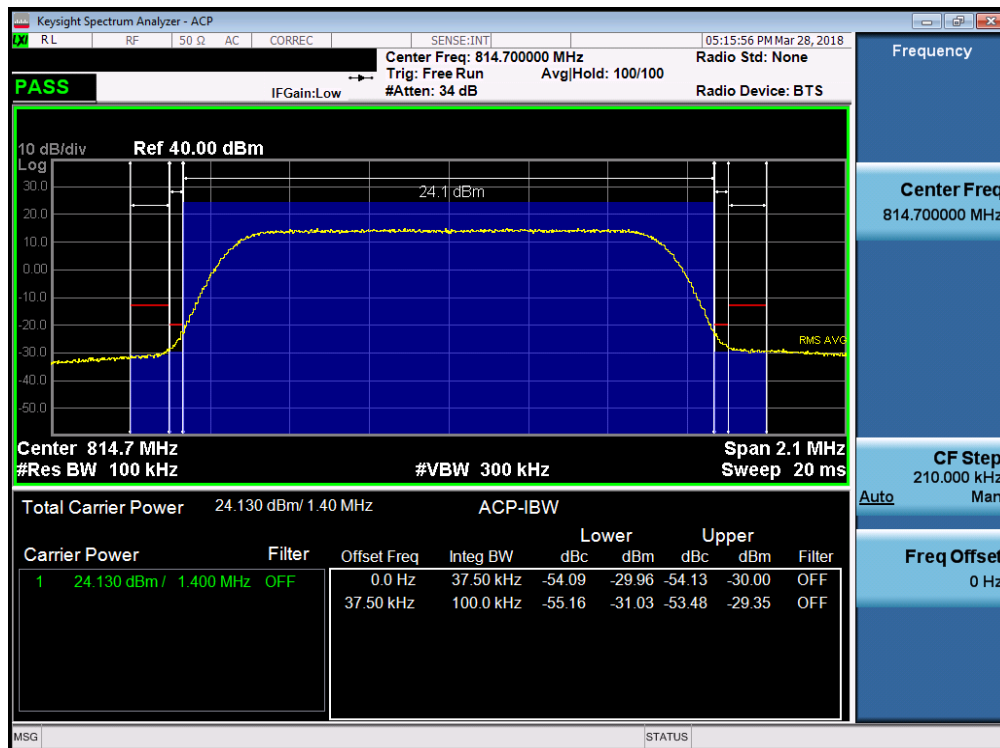 Keysight Spectrum Analyzer - ACP
LXI RL RF 50 Ω AC CORREC SENSE:INT 05:15:56 PM Mar 28, 2018
Center Freq: 814.700000 MHz Radio Std: None
Trig: Free Run Avg|Hold: 100/100
PASS IFGain:Low #Atten: 34 dB Radio Device: BTS
10 dB/div Ref 40.00 dBm
Log
30.0
24.1 dBm
20.0
10.0
0.00
-10.0
-20.0
RMS AVG
-30.0
-40.0
-50.0
Center 814.7 MHz Span 2.1 MHz
#Res BW 100 kHz #VBW 300 kHz Sweep 20 ms
Total Carrier Power 24.130 dBm/ 1.40 MHz ACP-IBW
Lower Upper
Carrier Power Filter Offset Freq Integ BW dBc dBm dBc dBm Filter
1 24.130 dBm / 1.400 MHz OFF 0.0 Hz 37.50 kHz -54.09 -29.96 -54.13 -30.00 OFF
37.50 kHz 100.0 kHz -55.16 -31.03 -53.48 -29.35 OFF
MSG STATUS
Frequency
Center Freq
814.700000 MHz
CF Step
210.000 kHz
Auto Man
Freq Offset
0 Hz